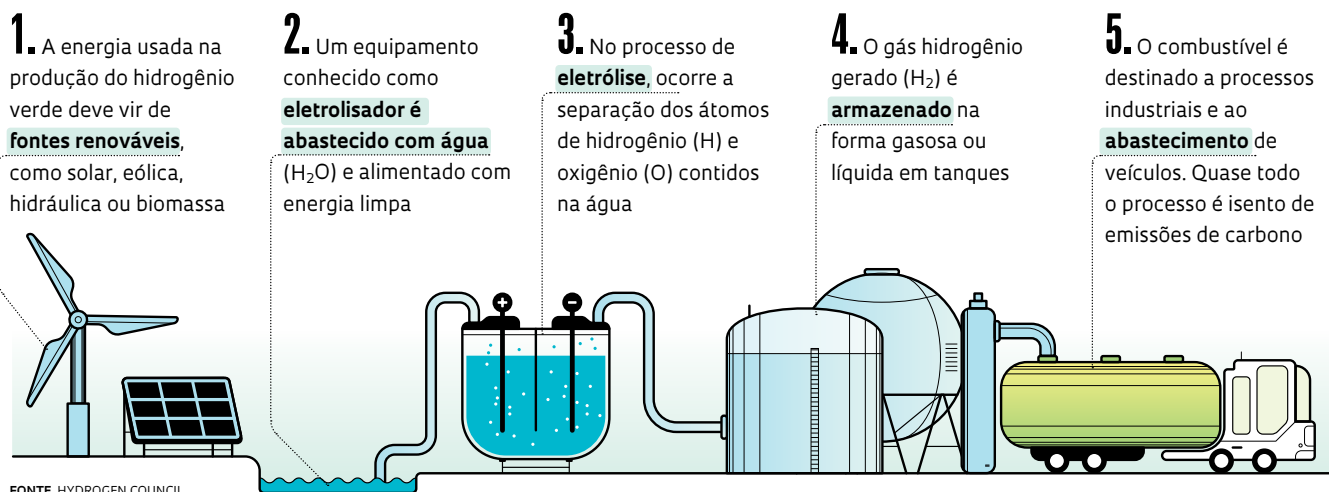 1. A energia usada na
produção do hidrogênio
verde deve vir de
fontes renováveis,
como solar, eólica,
hidráulica ou biomassa
2. Um equipamento
conhecido como
eletrolisador é
abastecido com água
(H₂O) e alimentado com
energia limpa
3. No processo de
eletrólise, ocorre a
separação dos átomos
de hidrogênio (H) e
oxigênio (O) contidos
na água
4. O gás hidrogênio
gerado (H₂) é
armazenado na
forma gasosa ou
líquida em tanques
5. O combustível é
destinado a processos
industriais e ao
abastecimento de
veículos. Quase todo
o processo é isento de
emissões de carbono
+ −
FONTE HYDROGEN COUNCIL